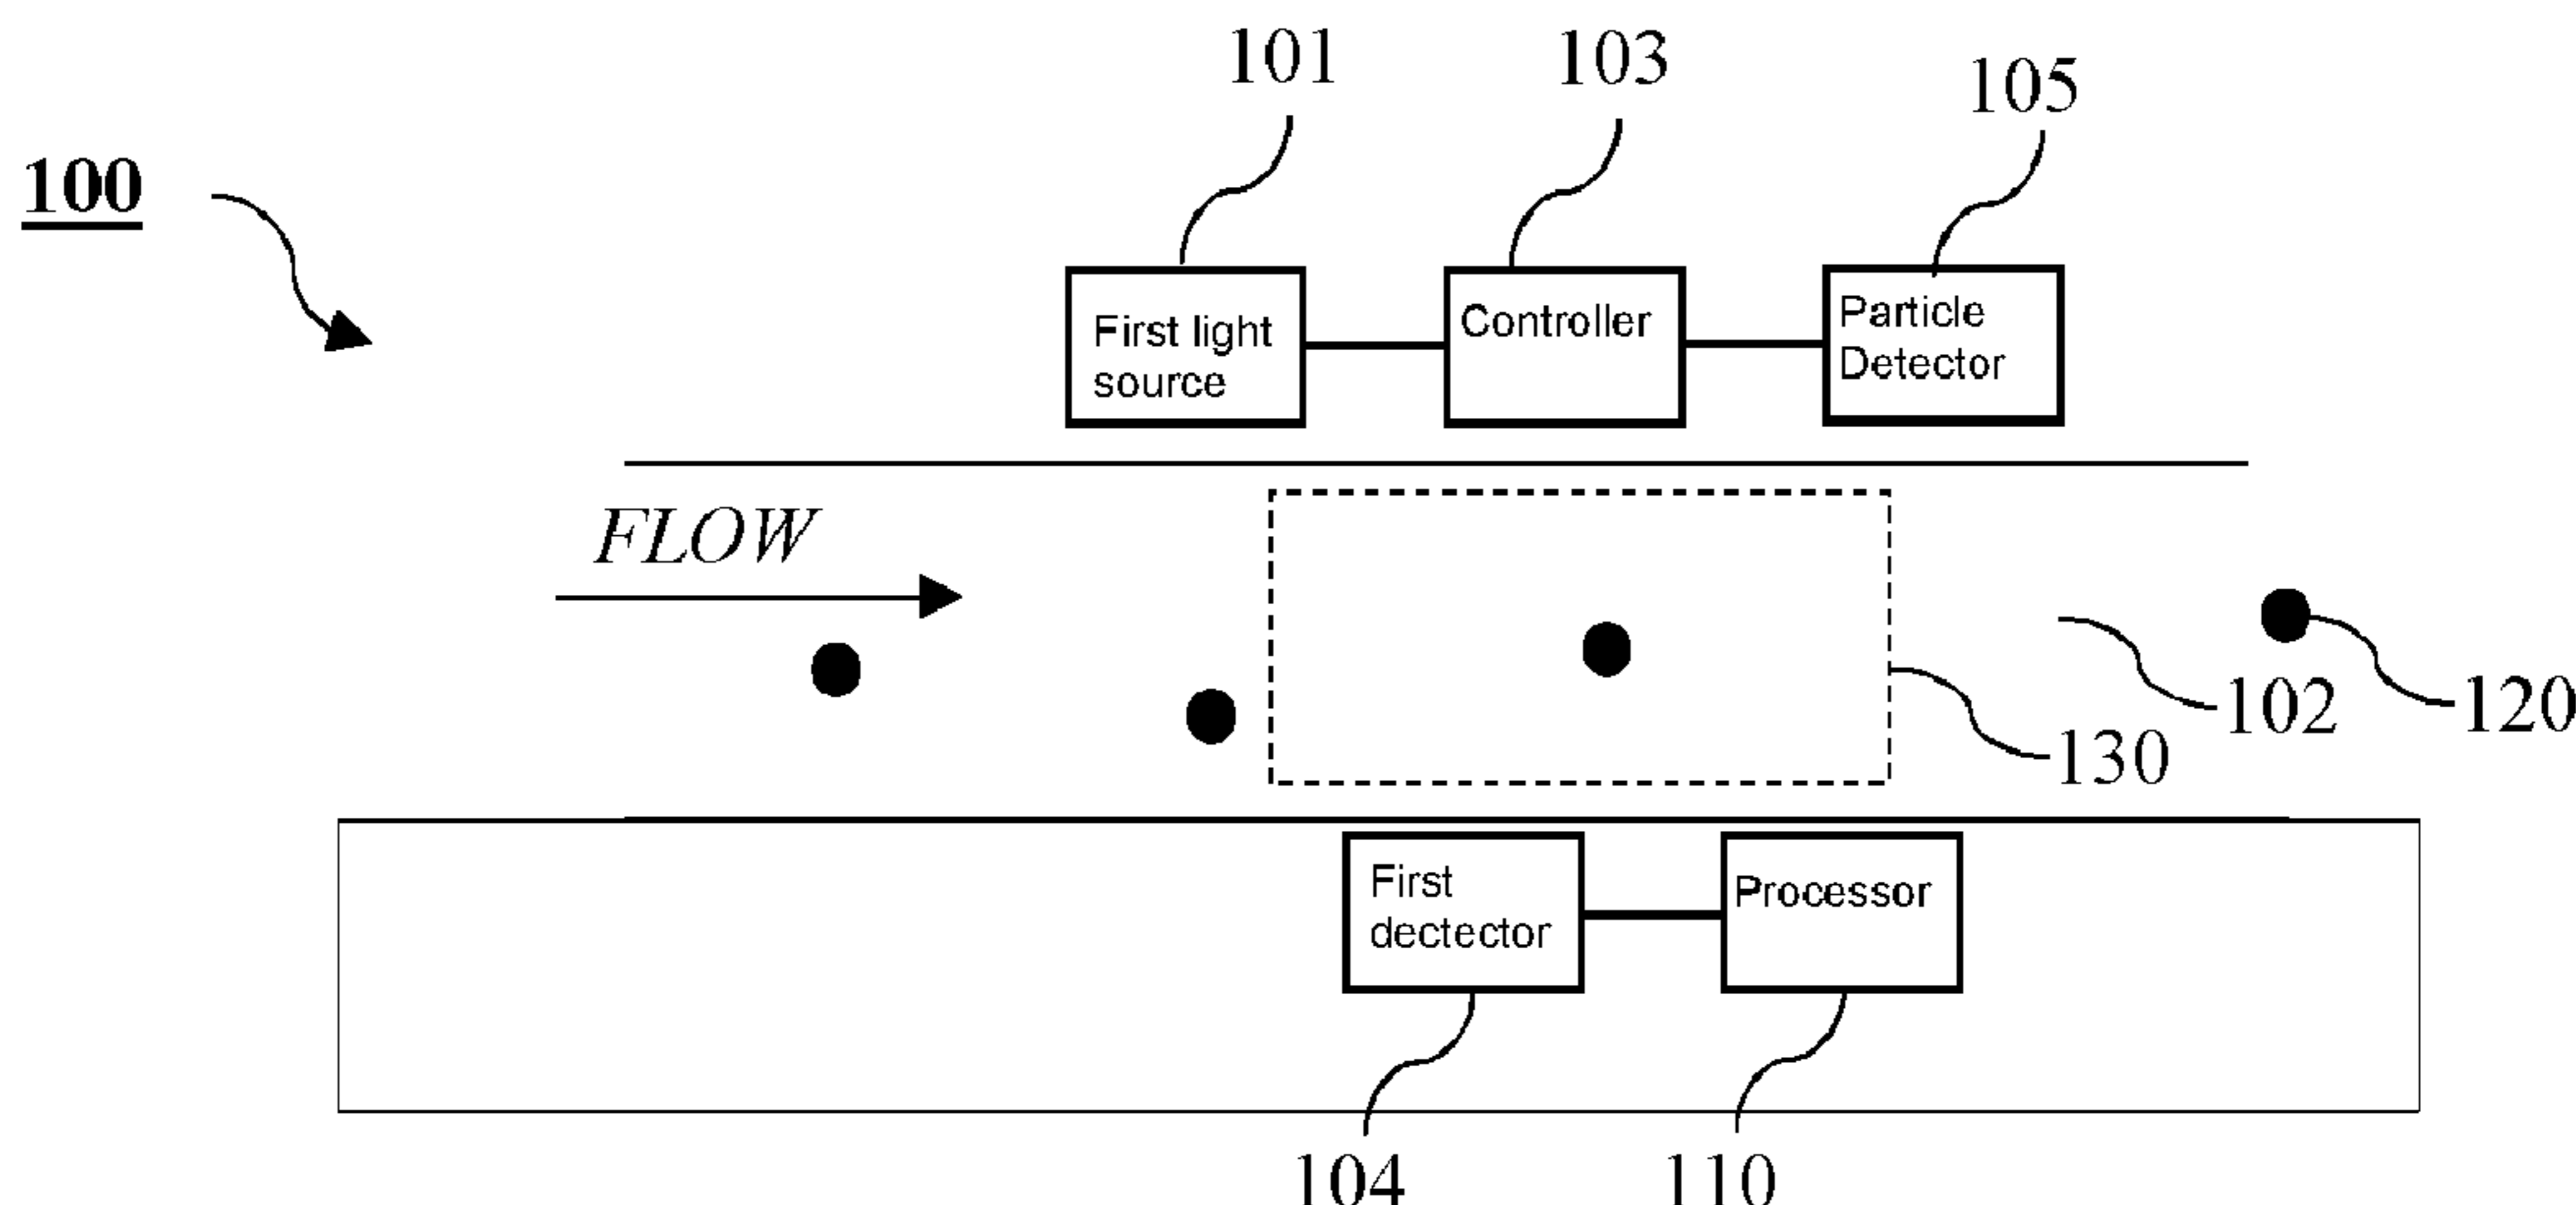 101
103
105
100
First light
source
Controller
Particle
Detector
FLOW
102
120
130
First
dectector
Processor
104
110